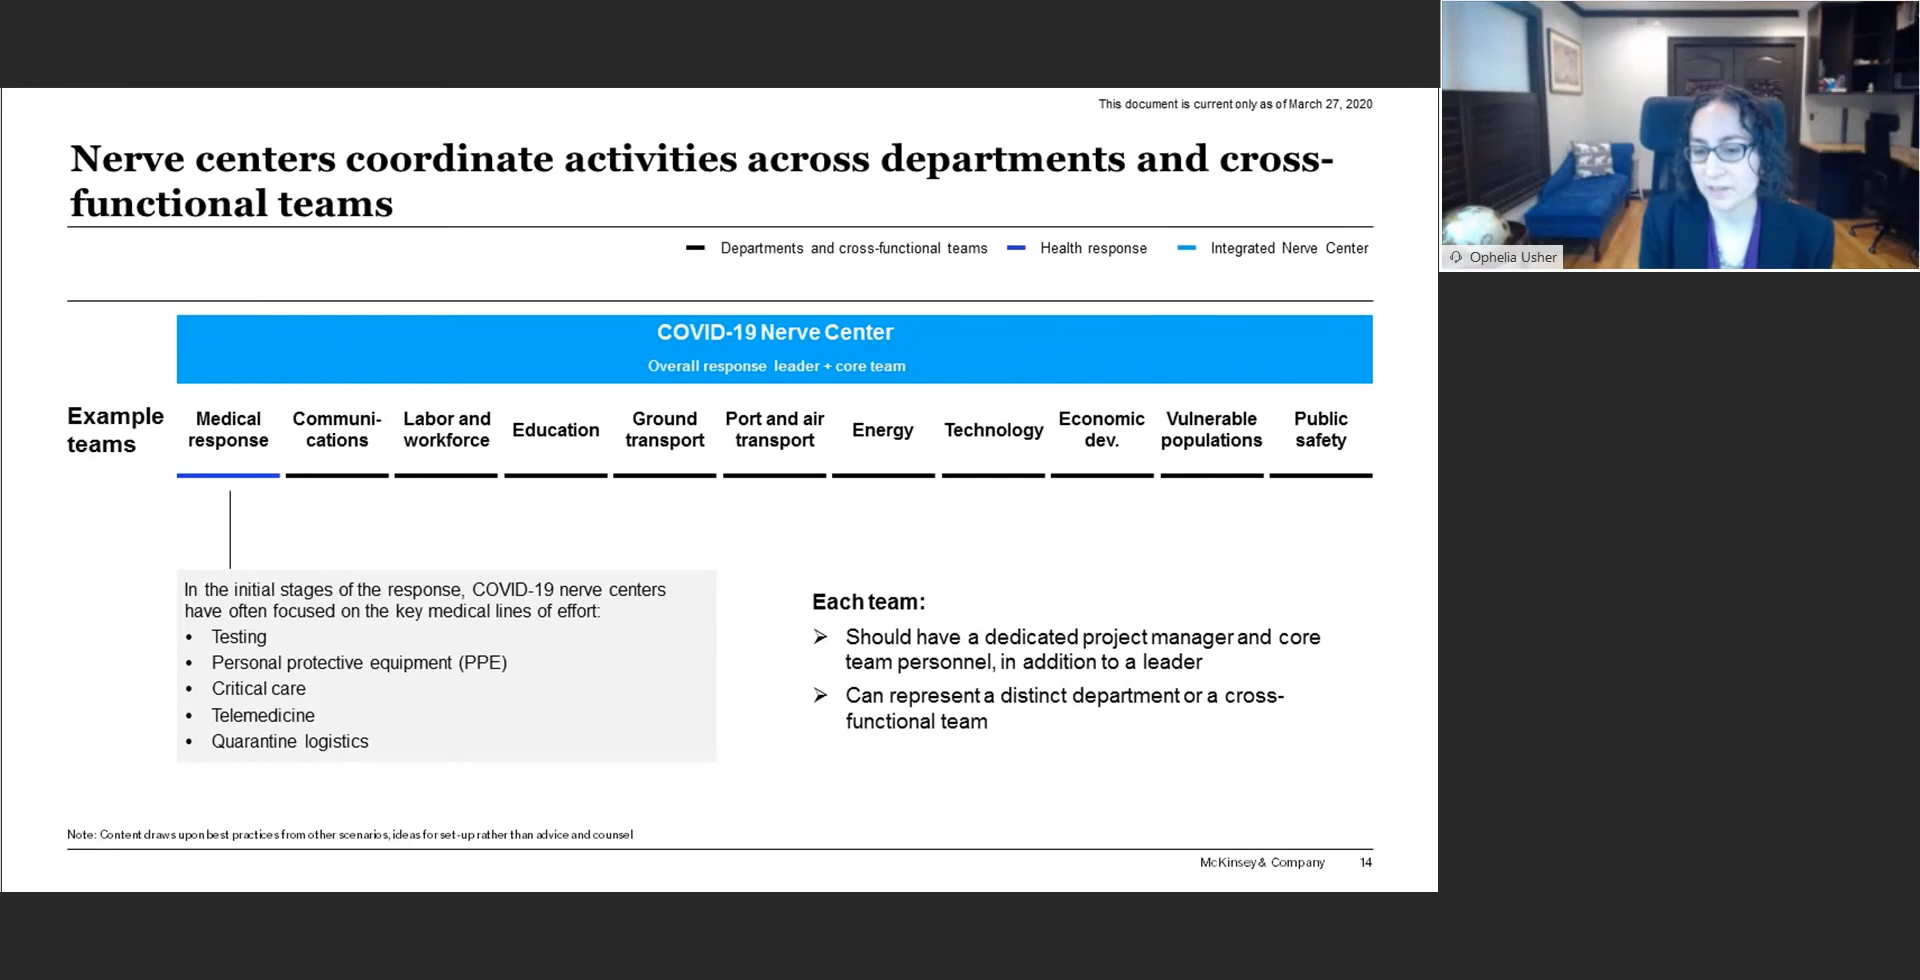 This document is current only as of March 27, 2020
Nerve centers coordinate activities across departments and cross-
functional teams
Departments and cross-functional teams
Health response
Integrated Nerve Center
COVID-19 Nerve Center
Overall response leader + core team
Example
teams
Medical
response
Communi-
cations
Labor and
workforce
Education
Ground
transport
Port and air
transport
Energy
Technology
Economic
dev.
Vulnerable
populations
Public
safety
In the initial stages of the response, COVID-19 nerve centers
have often focused on the key medical lines of effort:
• Testing
• Personal protective equipment (PPE)
• Critical care
• Telemedicine
• Quarantine logistics
Each team:
➢ Should have a dedicated project manager and core
team personnel, in addition to a leader
➢ Can represent a distinct department or a cross-
functional team
Note: Content draws upon best practices from other scenarios, ideas for set-up rather than advice and counsel
McKinsey & Company
14
Ophelia Usher